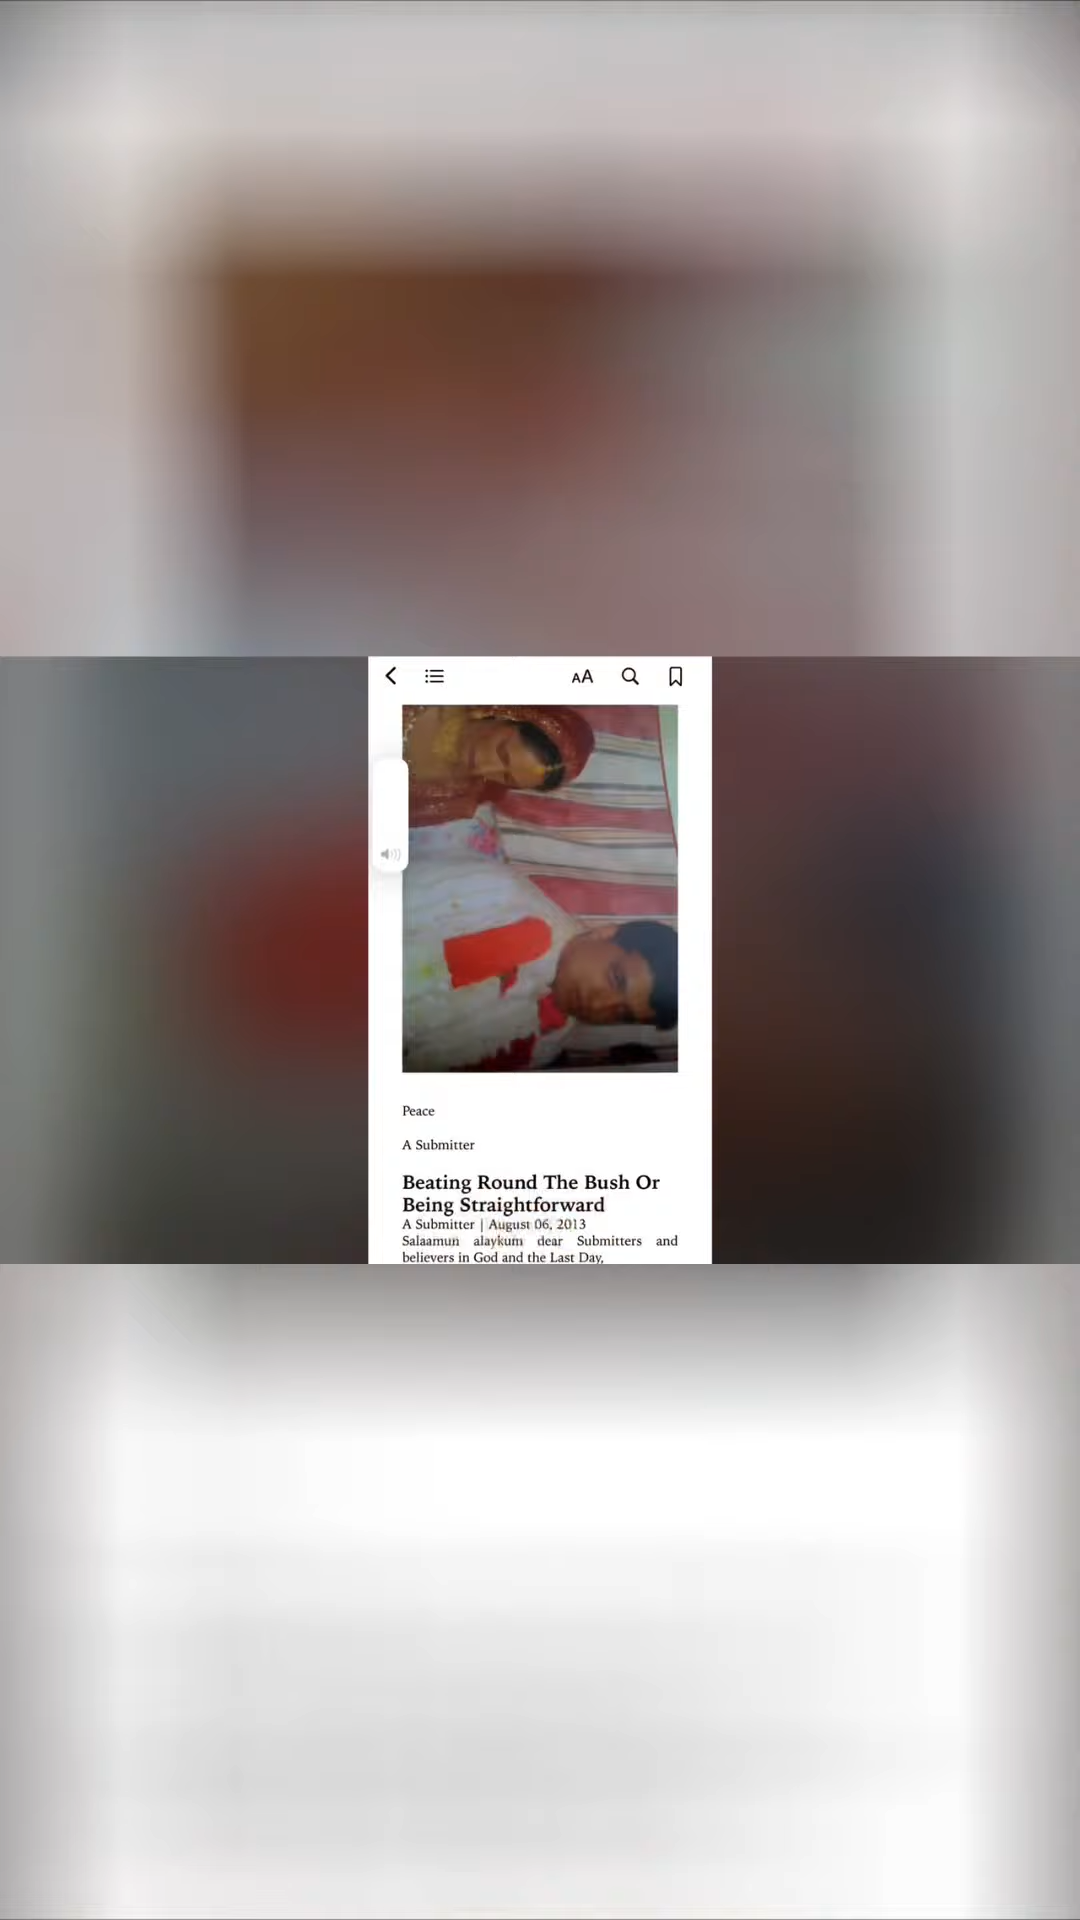 AA
Peace
A Submitter
Beating Round The Bush Or
Being Straightforward
A Submitter | August 06, 2013
Salaamun alaykum dear Submitters and
believers in God and the Last Day,